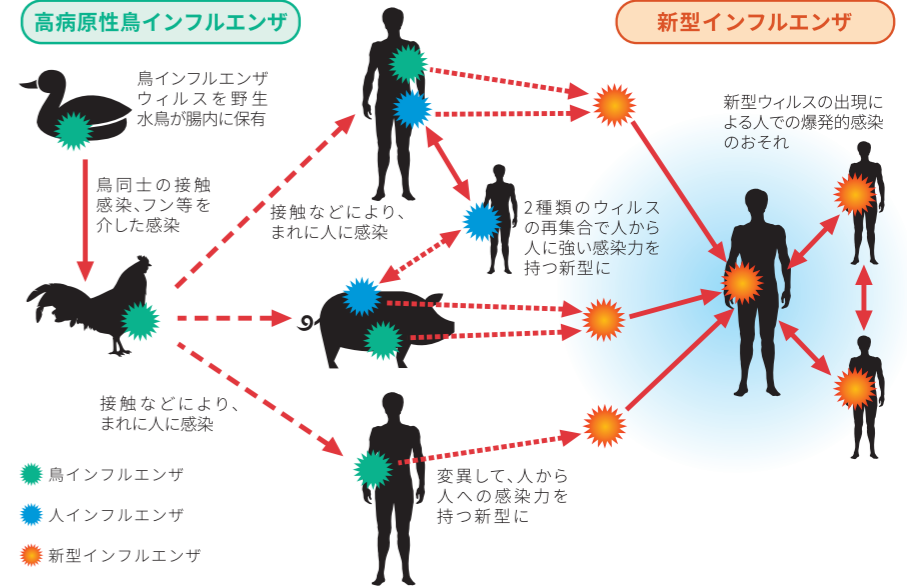 高病原性鳥インフルエンザ
新型インフルエンザ
鳥インフルエンザ
ウィルスを野生
水鳥が腸内に保有
新型ウィルスの出現に
よる人での爆発的感染
のおそれ
鳥同士の接触
感染、フン等を
介した感染
接触などにより、
まれに人に感染
2種類のウィルス
の再集合で人から
人に強い感染力を
持つ新型に
接触などにより、
まれに人に感染
変異して、人から
人への感染力を
持つ新型に
鳥インフルエンザ
人インフルエンザ
新型インフルエンザ